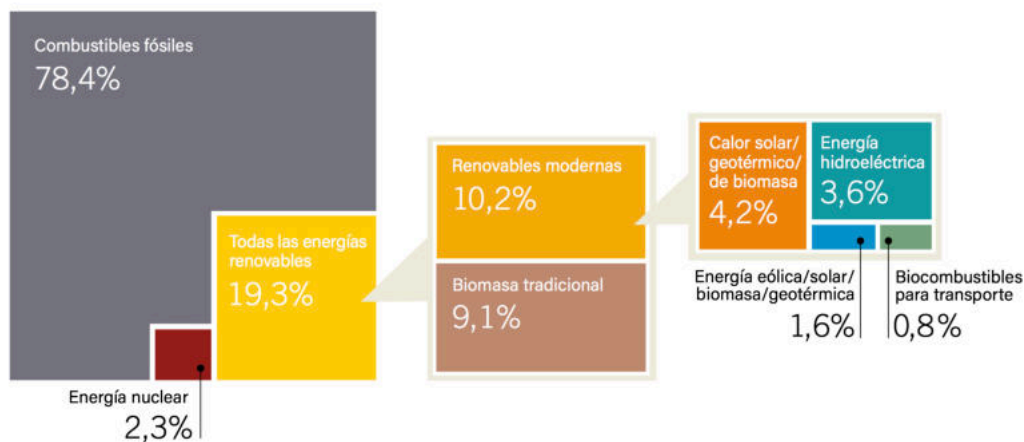 Combustibles fósiles
78,4%
Todas las energías
renovables
19,3%
Energía nuclear
2,3%
Renovables modernas
10,2%
Biomasa tradicional
9,1%
Calor solar/
geotérmico/
de biomasa
4,2%
Energía
hidroeléctrica
3,6%
Energía eólica/solar/
biomasa/geotérmica
1,6%
Biocombustibles
para transporte
0,8%